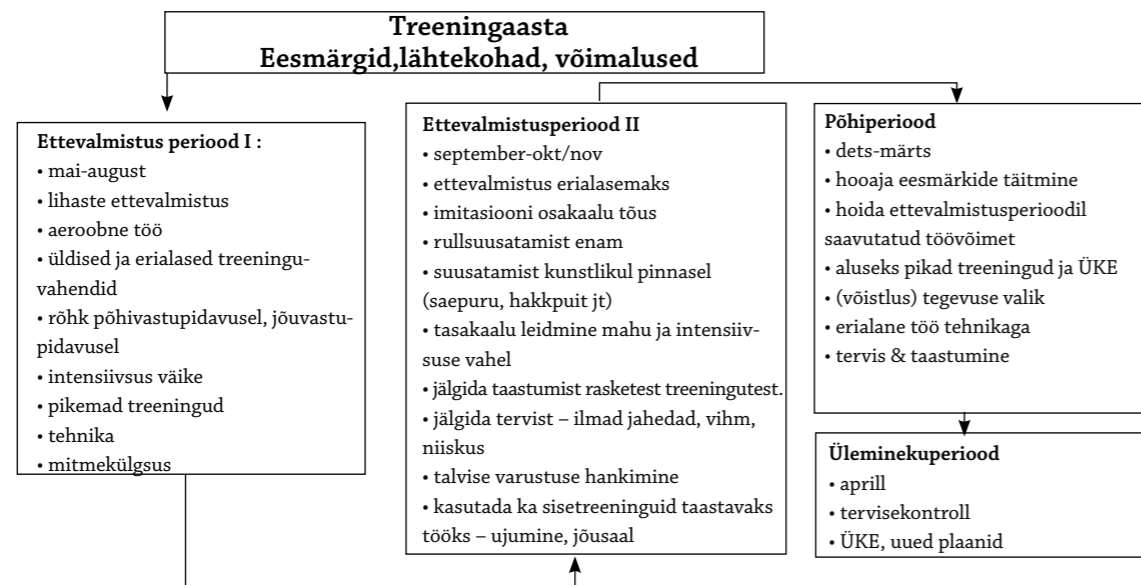 Treeningaasta
Eesmärgid,lähtekohad, võimalused
Ettevalmistus periood I :
• mai-august
• lihaste ettevalmistus
• aeroobne töö
• üldised ja erialased treeningu-
vahendid
• rõhk põhivastupidavusel, jõuvastu-
pidavusel
• intensiivsus väike
• pikemad treeningud
• tehnika
• mitmekülgsus
Ettevalmistusperiood II
• september-okt/nov
• ettevalmistus erialasemaks
• imitasiooni osakaalu tõus
• rullsuusatamist enam
• suusatamist kunstlikul pinnasel
(saepuru, hakkpuit jt)
• tasakaalu leidmine mahu ja intensiiv-
suse vahel
• jälgida taastumist rasketest treeningutest.
• jälgida tervist – ilmad jahedad, vihm,
niiskus
• talvise varustuse hankimine
• kasutada ka sisetreeninguid taastavaks
tööks – ujumine, jõusaal
Põhiperiood
• dets-märts
• hooaja eesmärkide täitmine
• hoida ettevalmistusperioodil
saavutatud töövõimet
• aluseks pikad treeningud ja ÜKE
• (võistlus) tegevuse valik
• erialane töö tehnikaga
• tervis & taastumine
Üleminekuperiood
• aprill
• tervisekontroll
• ÜKE, uued plaanid